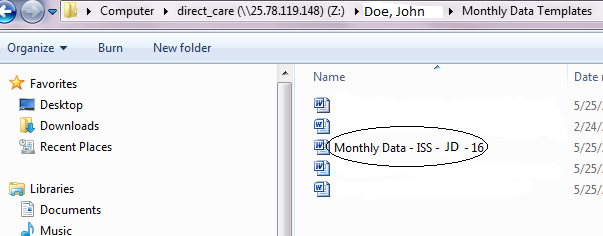 Computer direct_care (\\25.78.119.148) (Z:) Doe, John Monthly Data Templates
Organize Burn New folder
Favorites
Desktop
Downloads
Recent Places
Libraries
Documents
Music
Name
5/25/
2/24/
Monthly Data - ISS - JD - 16 5/25/
5/25/
5/25/